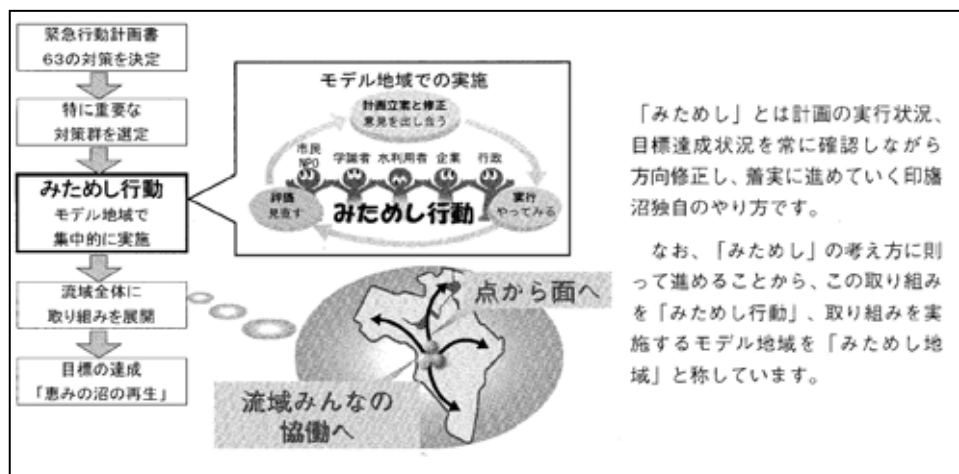 緊急行動計画書
63の対策を決定
特に重要な
対策群を選定
みためし行動
モデル地域で
集中的に実施
流域全体に
取り組みを展開
目標の達成
「恵みの沼の再生」
モデル地域での実施
計画立案と修正
意見を出し合う
市民
NPO
学識者
水利用者
企業
行政
評価
見直す
みためし行動
実行
やってみる
点から面へ
流域みんなの
協働へ
「みためし」とは計画の実行状況、
目標達成状況を常に確認しながら
方向修正し、着実に進めていく印旛
沼独自のやり方です。
なお、「みためし」の考え方に則
って進めることから、この取り組み
を「みためし行動」、取り組みを実
施するモデル地域を「みためし地
域」と称しています。